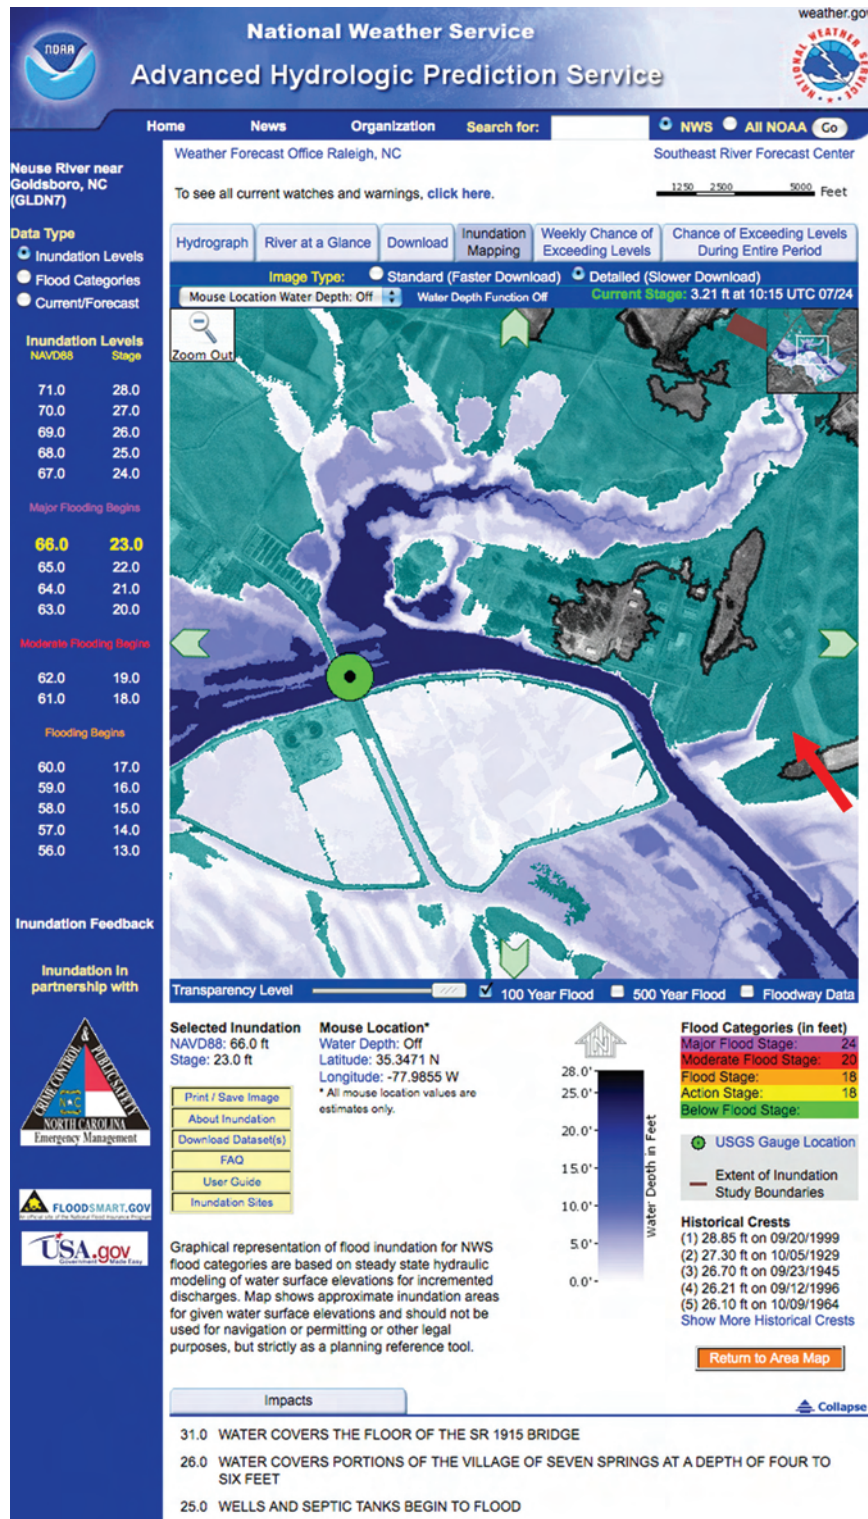 weather.gov
NOAA
National Weather Service
Advanced Hydrologic Prediction Service
NATIONAL WEATHER SERVICE
Home News Organization Search for: NWS All NOAA Go
Neuse River near
Goldsboro, NC
(GLDN7)
Data Type
Inundation Levels
Flood Categories
Current/Forecast
Inundation Levels
NAVD88 Stage
71.0 28.0
70.0 27.0
69.0 26.0
68.0 25.0
67.0 24.0
Major Flooding Begins
66.0 23.0
65.0 22.0
64.0 21.0
63.0 20.0
Moderate Flooding Begins
62.0 19.0
61.0 18.0
Flooding Begins
60.0 17.0
59.0 16.0
58.0 15.0
57.0 14.0
56.0 13.0
Inundation Feedback
Inundation In
partnership with
CRIME CONTROL & PUBLIC SAFETY
N C
NORTH CAROLINA
Emergency Management
FLOODSMART.GOV
USA.gov
Government Made Easy
Weather Forecast Office Raleigh, NC Southeast River Forecast Center
To see all current watches and warnings, click here.
1250 2500 5000 Feet
Hydrograph River at a Glance Download Inundation Mapping Weekly Chance of Exceeding Levels Chance of Exceeding Levels During Entire Period
Image Type: Standard (Faster Download) Detailed (Slower Download)
Mouse Location Water Depth: Off Water Depth Function Off Current Stage: 3.21 ft at 10:15 UTC 07/24
Zoom Out
Transparency Level 100 Year Flood 500 Year Flood Floodway Data
Selected Inundation
NAVD88: 66.0 ft
Stage: 23.0 ft
Print / Save Image
About Inundation
Download Dataset(s)
FAQ
User Guide
Inundation Sites
Mouse Location*
Water Depth: Off
Latitude: 35.3471 N
Longitude: -77.9855 W
* All mouse location values are
estimates only.
N
28.0'
25.0'
20.0'
15.0'
10.0'
5.0'
0.0'
Water Depth in Feet
Flood Categories (in feet)
Major Flood Stage: 24
Moderate Flood Stage: 20
Flood Stage: 18
Action Stage: 18
Below Flood Stage:
USGS Gauge Location
Extent of Inundation
Study Boundaries
Historical Crests
(1) 28.85 ft on 09/20/1999
(2) 27.30 ft on 10/05/1929
(3) 26.70 ft on 09/23/1945
(4) 26.21 ft on 09/12/1996
(5) 26.10 ft on 10/09/1964
Show More Historical Crests
Return to Area Map
Graphical representation of flood inundation for NWS
flood categories are based on steady state hydraulic
modeling of water surface elevations for incremented
discharges. Map shows approximate inundation areas
for given water surface elevations and should not be
used for navigation or permitting or other legal
purposes, but strictly as a planning reference tool.
Impacts
Collapse
31.0 WATER COVERS THE FLOOR OF THE SR 1915 BRIDGE
26.0 WATER COVERS PORTIONS OF THE VILLAGE OF SEVEN SPRINGS AT A DEPTH OF FOUR TO
SIX FEET
25.0 WELLS AND SEPTIC TANKS BEGIN TO FLOOD